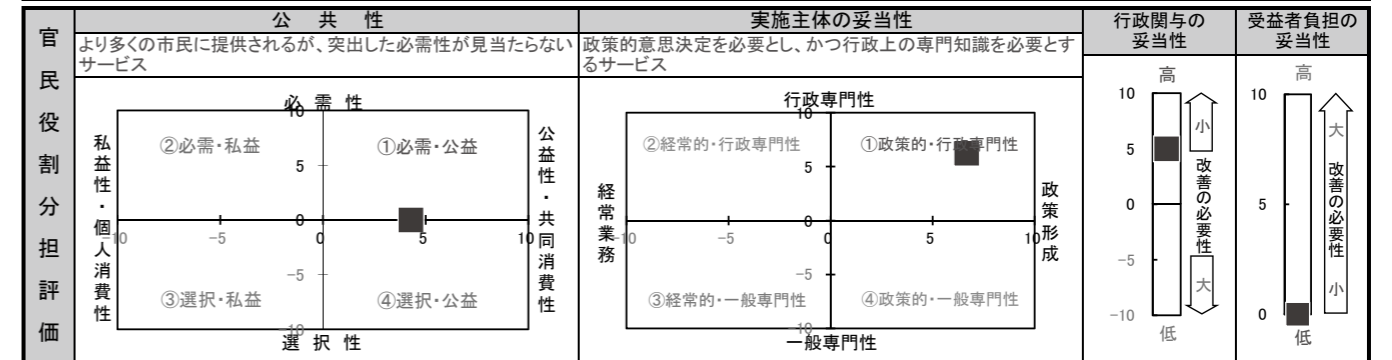 官民役割分担評価
公共性
より多くの市民に提供されるが、突出した必需性が見当たらない
サービス
必需性
10
②必需・私益
①必需・公益
5
私益性・個人消費性
公益性・共同消費性
0
-10
-5
0
5
10
-5
③選択・私益
④選択・公益
-10
選択性
実施主体の妥当性
政策的意思決定を必要とし、かつ行政上の専門知識を必要とす
るサービス
行政専門性
10
②経常的・行政専門性
①政策的・行政専門性
5
経常業務
政策形成
0
-10
-5
0
5
10
-5
③経常的・一般専門性
④政策的・一般専門性
-10
一般専門性
行政関与の
妥当性
高
10
5
0
-5
-10
低
小
改善の必要性
大
受益者負担の
妥当性
高
10
5
0
低
大
改善の必要性
小